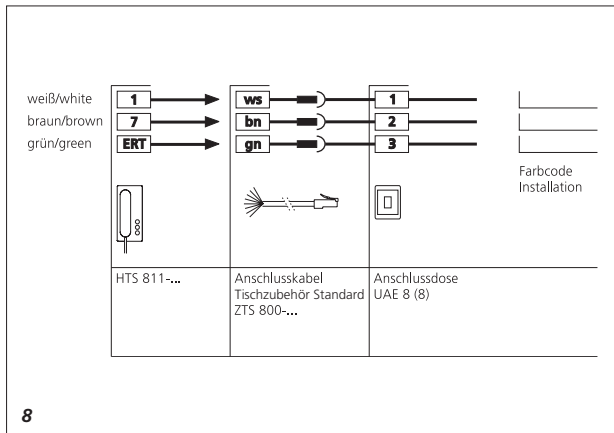 weiß/white 1 ws 1
braun/brown 7 bn 2
grün/green ERT gn 3
Farbcode
Installation
HTS 811-...
Anschlusskabel
Tischzubehör Standard
ZTS 800-...
Anschlussdose
UAE 8 (8)
8